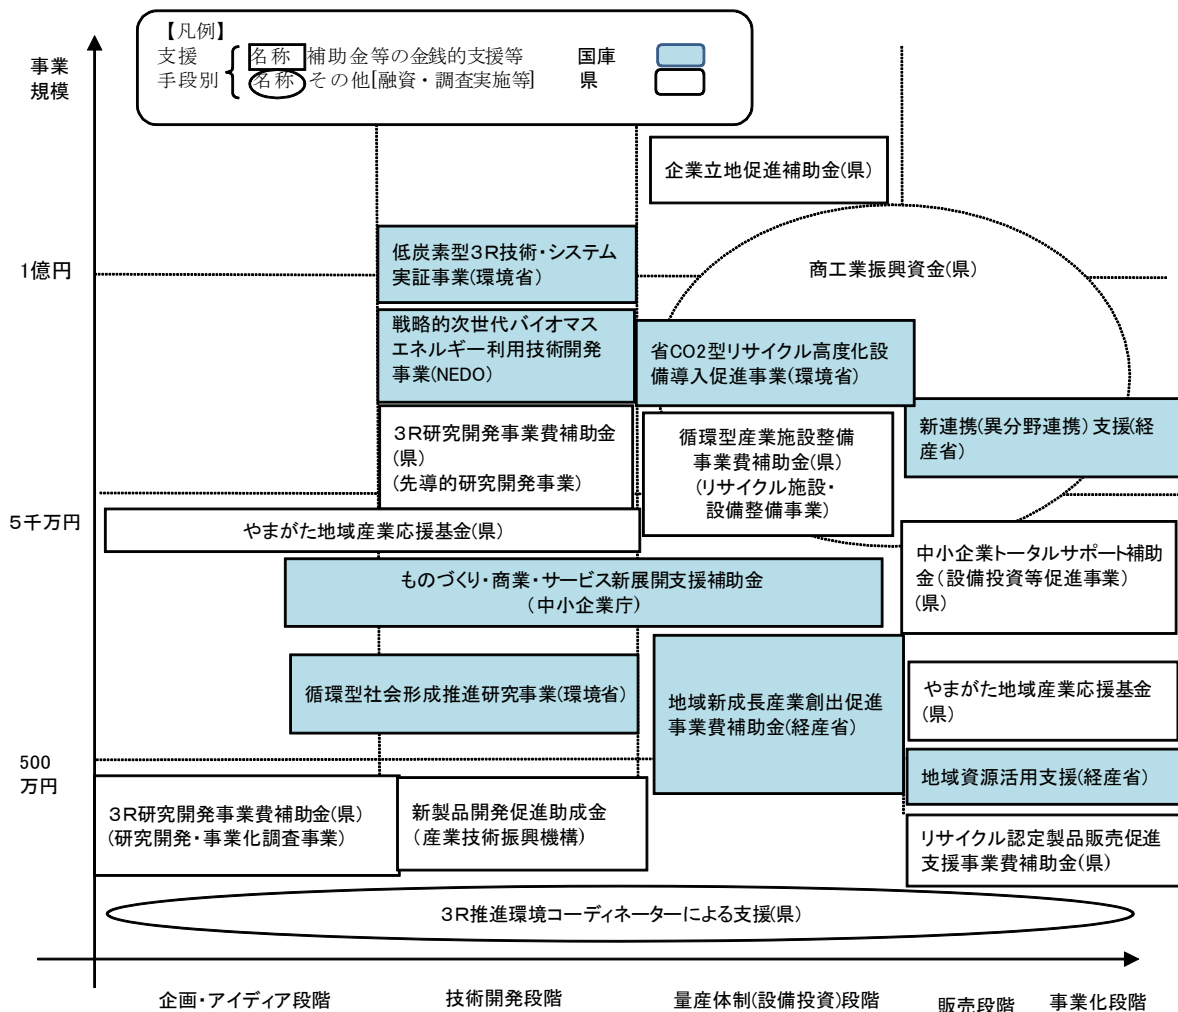 【凡例】
支援
手段別
名称 補助金等の金銭的支援等
名称 その他[融資・調査実施等]
国庫
県
事業
規模
企業立地促進補助金(県)
1億円
低炭素型3R技術・システム
実証事業(環境省)
商工業振興資金(県)
戦略的次世代バイオマス
エネルギー利用技術開発
事業(NEDO)
省CO2型リサイクル高度化設
備導入促進事業(環境省)
3R研究開発事業費補助金
(県)
(先導的研究開発事業)
循環型産業施設整備
事業費補助金(県)
(リサイクル施設・
設備整備事業)
新連携(異分野連携)支援(経
産省)
5千万円
やまがた地域産業応援基金(県)
ものづくり・商業・サービス新展開支援補助金
(中小企業庁)
中小企業トータルサポート補助
金(設備投資等促進事業)
(県)
循環型社会形成推進研究事業(環境省)
地域新成長産業創出促進
事業費補助金(経産省)
やまがた地域産業応援基金
(県)
500
万円
地域資源活用支援(経産省)
3R研究開発事業費補助金(県)
(研究開発・事業化調査事業)
新製品開発促進助成金
(産業技術振興機構)
リサイクル認定製品販売促進
支援事業費補助金(県)
3R推進環境コーディネーターによる支援(県)
企画・アイディア段階
技術開発段階
量産体制(設備投資)段階
販売段階
事業化段階